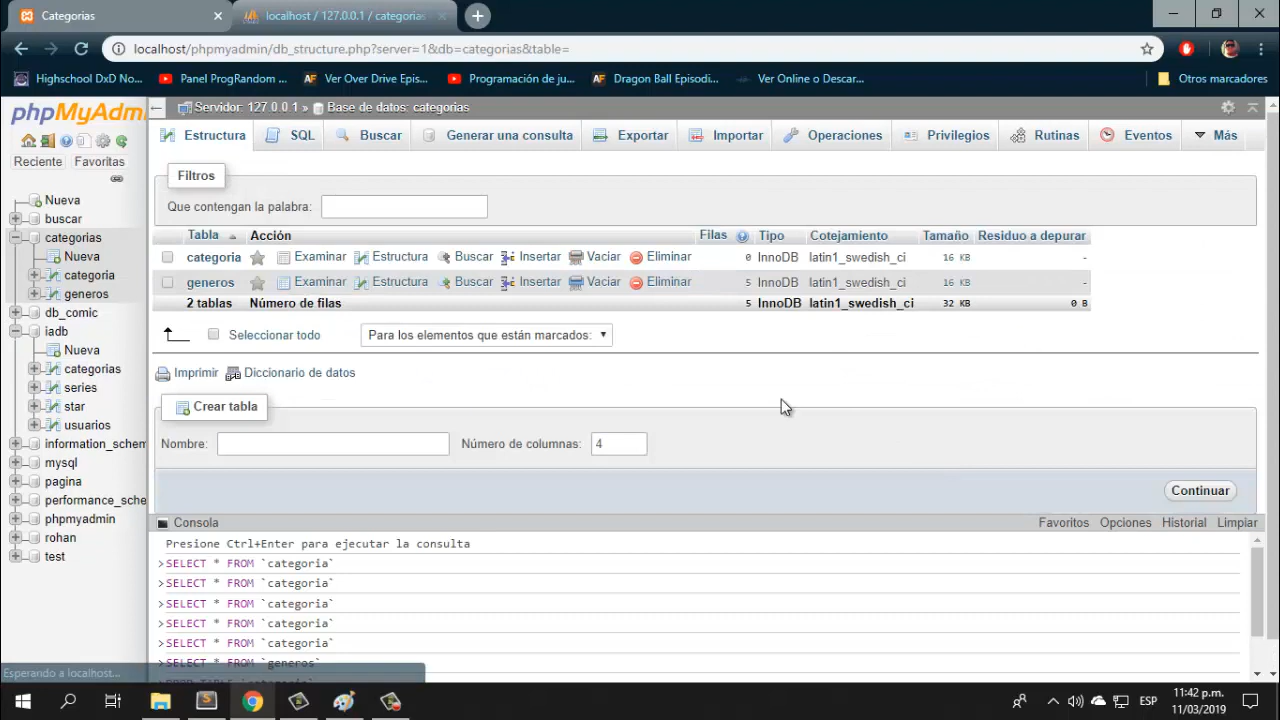 Categorias
localhost / 127.0.0.1 / categorias
localhost/phpmyadmin/db_structure.php?server=1&db=categorias&table=
Highschool DxD No...
Panel ProgRandom ...
Ver Over Drive Epis...
Programación de ju...
Dragon Ball Episodi...
Ver Online o Descar...
Otros marcadores
phpMyAdmi
Reciente
Favoritas
Nueva
buscar
categorias
Nueva
categoria
generos
db_comic
iadb
Nueva
categorias
series
star
usuarios
information_schem
mysql
pagina
performance_sche
phpmyadmin
rohan
test
Servidor: 127.0.0.1 » Base de datos: categorias
Estructura
SQL
Buscar
Generar una consulta
Exportar
Importar
Operaciones
Privilegios
Rutinas
Eventos
Más
Filtros
Que contengan la palabra:
Tabla Acción Filas Tipo Cotejamiento Tamaño Residuo a depurar
categoria Examinar Estructura Buscar Insertar Vaciar Eliminar 0 InnoDB latin1_swedish_ci 16 KB -
generos Examinar Estructura Buscar Insertar Vaciar Eliminar 5 InnoDB latin1_swedish_ci 16 KB -
2 tablas Número de filas 5 InnoDB latin1_swedish_ci 32 KB 0 B
Seleccionar todo
Para los elementos que están marcados:
Imprimir
Diccionario de datos
Crear tabla
Nombre:
Número de columnas: 4
Continuar
Consola
Favoritos Opciones Historial Limpiar
Presione Ctrl+Enter para ejecutar la consulta
>SELECT * FROM `categoria`
>SELECT * FROM `categoria`
>SELECT * FROM `categoria`
>SELECT * FROM `categoria`
>SELECT * FROM `categoria`
>SELECT * FROM `generos`
Esperando a localhost...
ESP
11:42 p.m.
11/03/2019